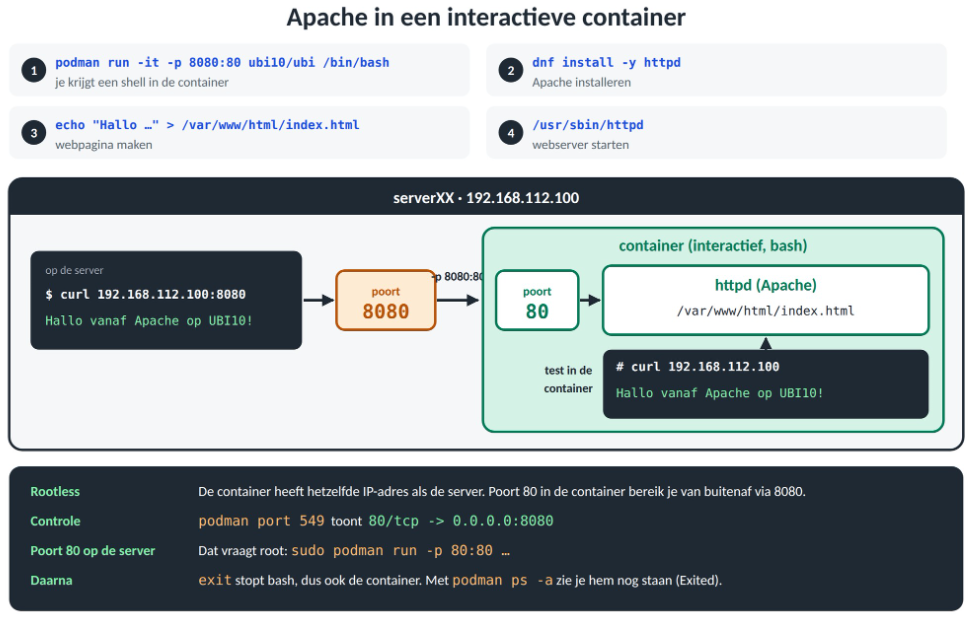 Apache in een interactieve container
1 podman run -it -p 8080:80 ubi10/ubi /bin/bash
je krijgt een shell in de container
2 dnf install -y httpd
Apache installeren
3 echo "Hallo …" > /var/www/html/index.html
webpagina maken
4 /usr/sbin/httpd
webserver starten
serverXX · 192.168.112.100
op de server
$ curl 192.168.112.100:8080
Hallo vanaf Apache op UBI10!
poort
8080
-p 8080:80
container (interactief, bash)
poort
80
httpd (Apache)
/var/www/html/index.html
test in de
container
# curl 192.168.112.100
Hallo vanaf Apache op UBI10!
Rootless De container heeft hetzelfde IP-adres als de server. Poort 80 in de container bereik je van buitenaf via 8080.
Controle podman port 549 toont 80/tcp -> 0.0.0.0:8080
Poort 80 op de server Dat vraagt root: sudo podman run -p 80:80 …
Daarna exit stopt bash, dus ook de container. Met podman ps -a zie je hem nog staan (Exited).